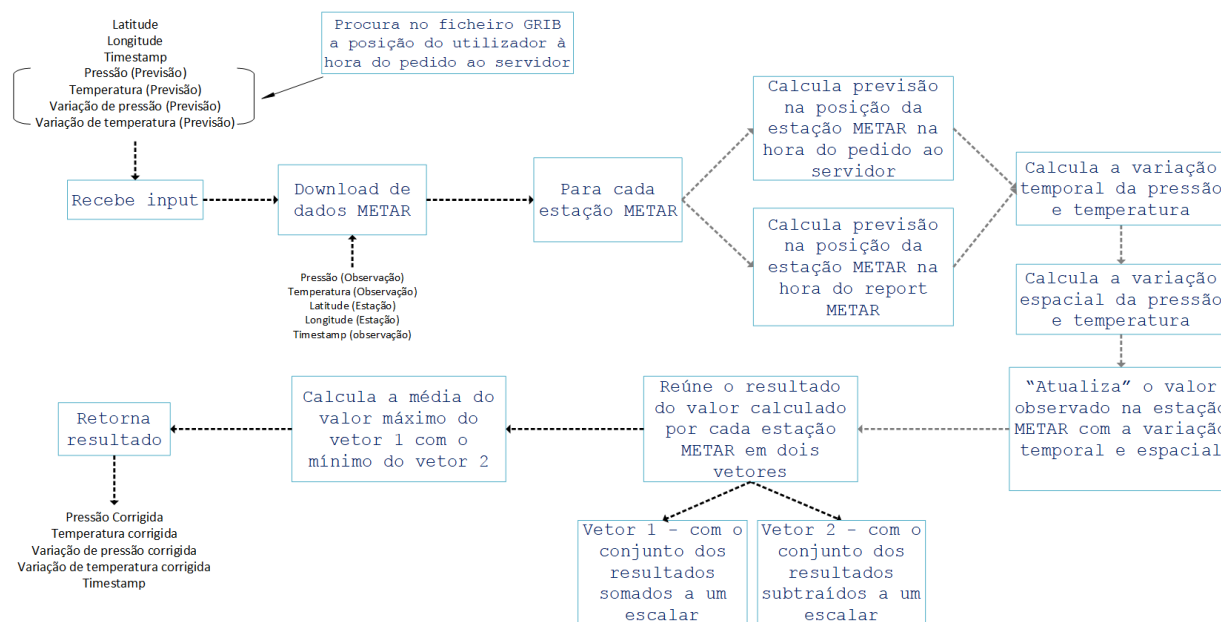 Latitude
Longitude
Timestamp
Pressão (Previsão)
Temperatura (Previsão)
Variação de pressão (Previsão)
Variação de temperatura (Previsão)
Procura no ficheiro GRIB
a posição do utilizador à
hora do pedido ao servidor
Recebe input
Download de
dados METAR
Pressão (Observação)
Temperatura (Observação)
Latitude (Estação)
Longitude (Estação)
Timestamp (observação)
Para cada
estação METAR
Calcula previsão
na posição da
estação METAR na
hora do pedido ao
servidor
Calcula previsão
na posição da
estação METAR na
hora do report
METAR
Calcula a variação
temporal da pressão
e temperatura
Calcula a variação
espacial da pressão
e temperatura
“Atualiza” o valor
observado na estação
METAR com a variação
temporal e espacial
Reúne o resultado
do valor calculado
por cada estação
METAR em dois
vetores
Vetor 1 – com o
conjunto dos
resultados
somados a um
escalar
Vetor 2 – com o
conjunto dos
resultados
subtraídos a um
escalar
Calcula a média do
valor máximo do
vetor 1 com o
mínimo do vetor 2
Retorna
resultado
Pressão Corrigida
Temperatura corrigida
Variação de pressão corrigida
Variação de temperatura corrigida
Timestamp